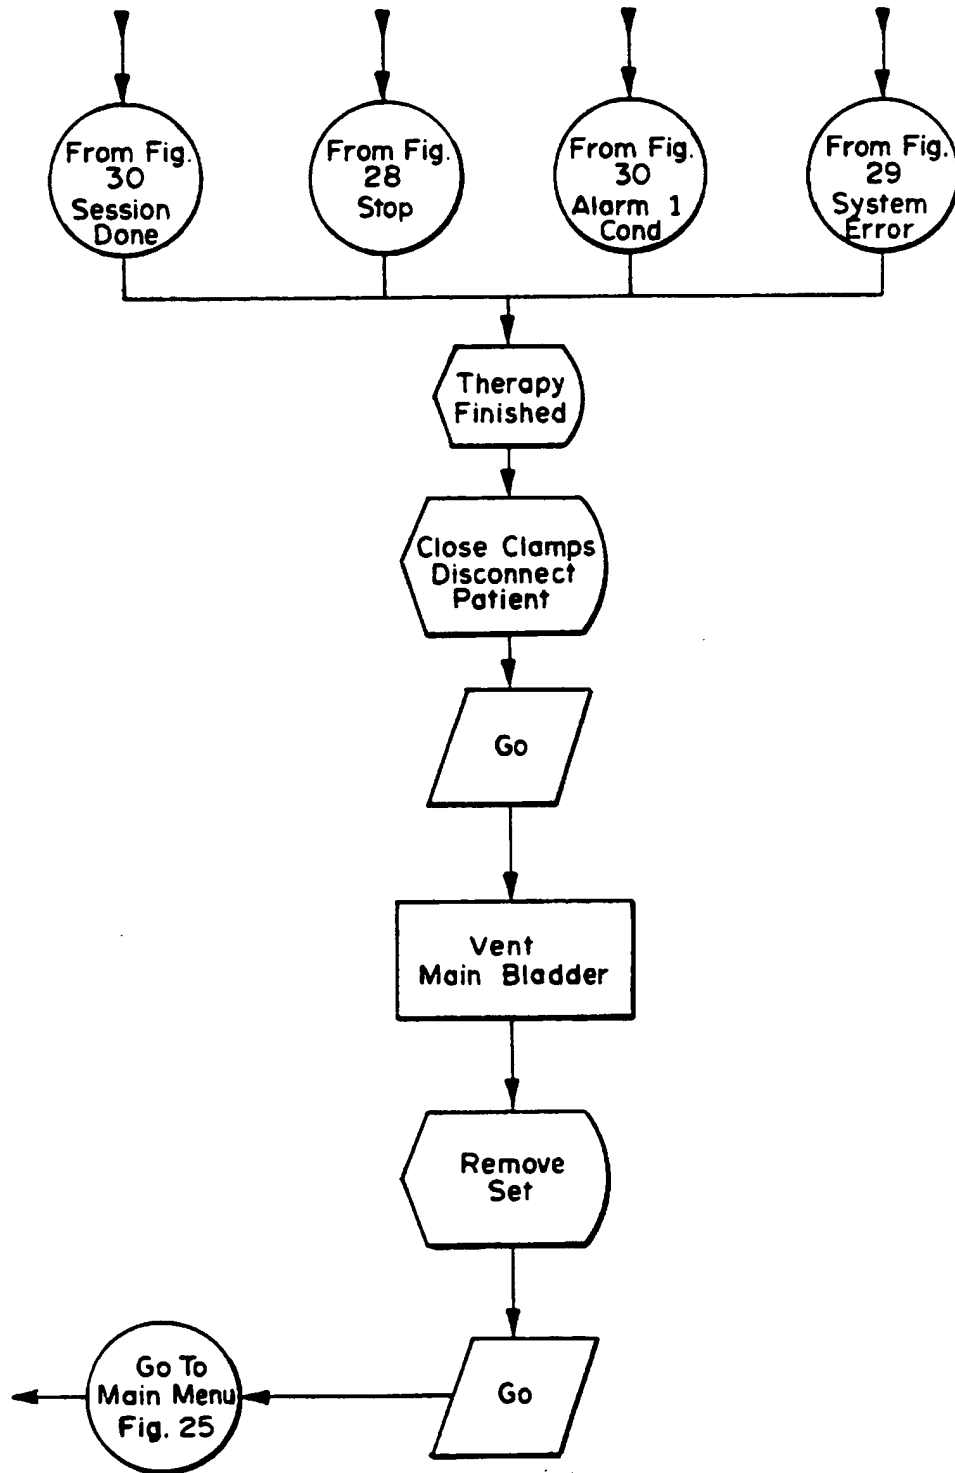 From Fig.
30
Session
Done
From Fig.
28
Stop
From Fig.
30
Alarm 1
Cond
From Fig.
29
System
Error
Therapy
Finished
Close Clamps
Disconnect
Patient
Go
Vent
Main Bladder
Remove
Set
Go
Go To
Main Menu
Fig. 25